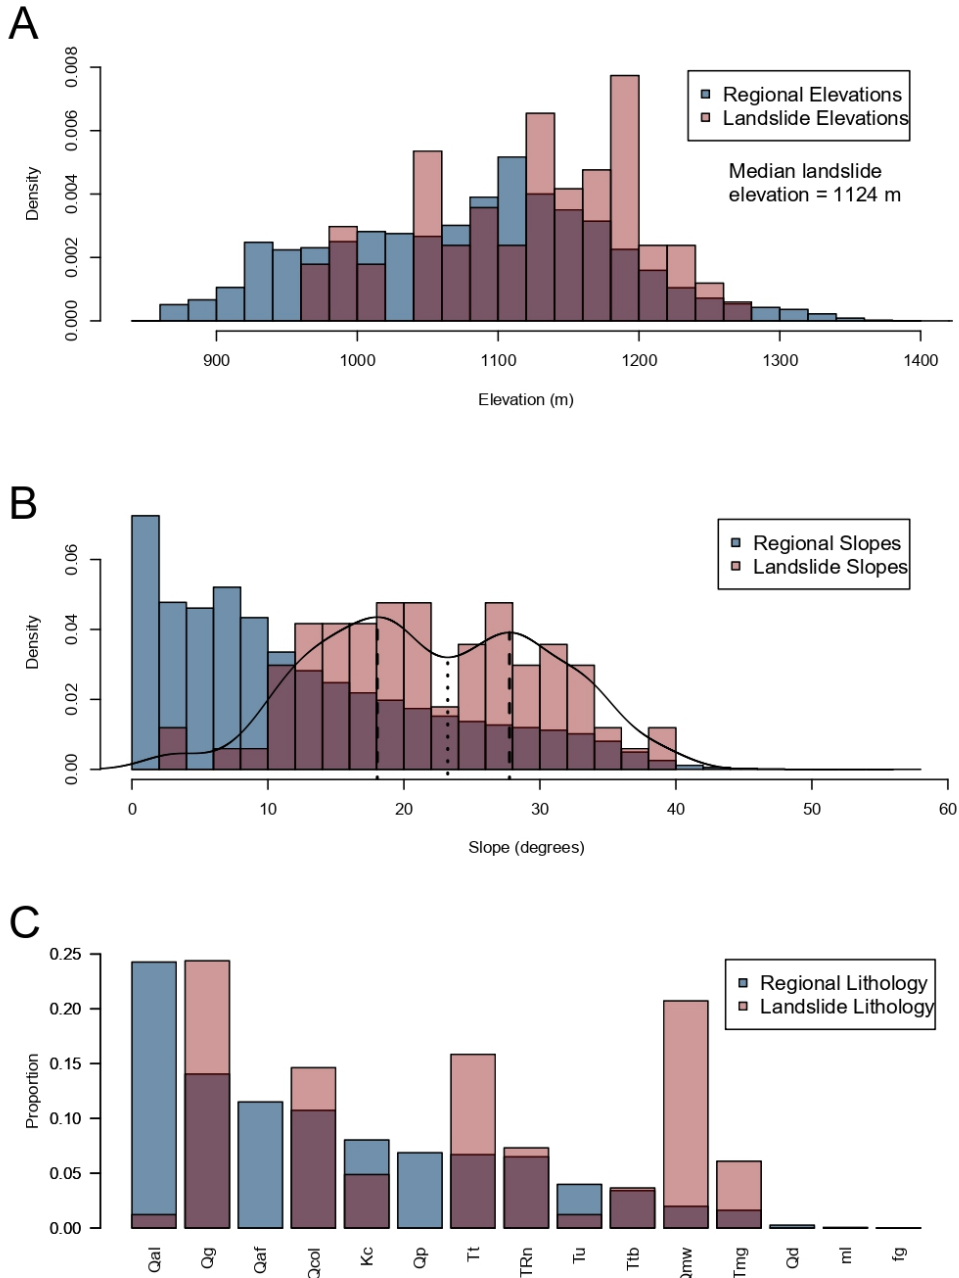 A
0.008
0.006
0.004
0.002
0.000
Density
Regional Elevations
Landslide Elevations
Median landslide
elevation = 1124 m
900 1000 1100 1200 1300 1400
Elevation (m)
B
0.06
0.04
0.02
0.00
Density
Regional Slopes
Landslide Slopes
0 10 20 30 40 50 60
Slope (degrees)
C
0.25
0.20
0.15
0.10
0.05
0.00
Proportion
Regional Lithology
Landslide Lithology
Qal Qg Qaf Qcol Kc Qp Tt TRn Tu Ttb Qmw Tmg Qd ml fg